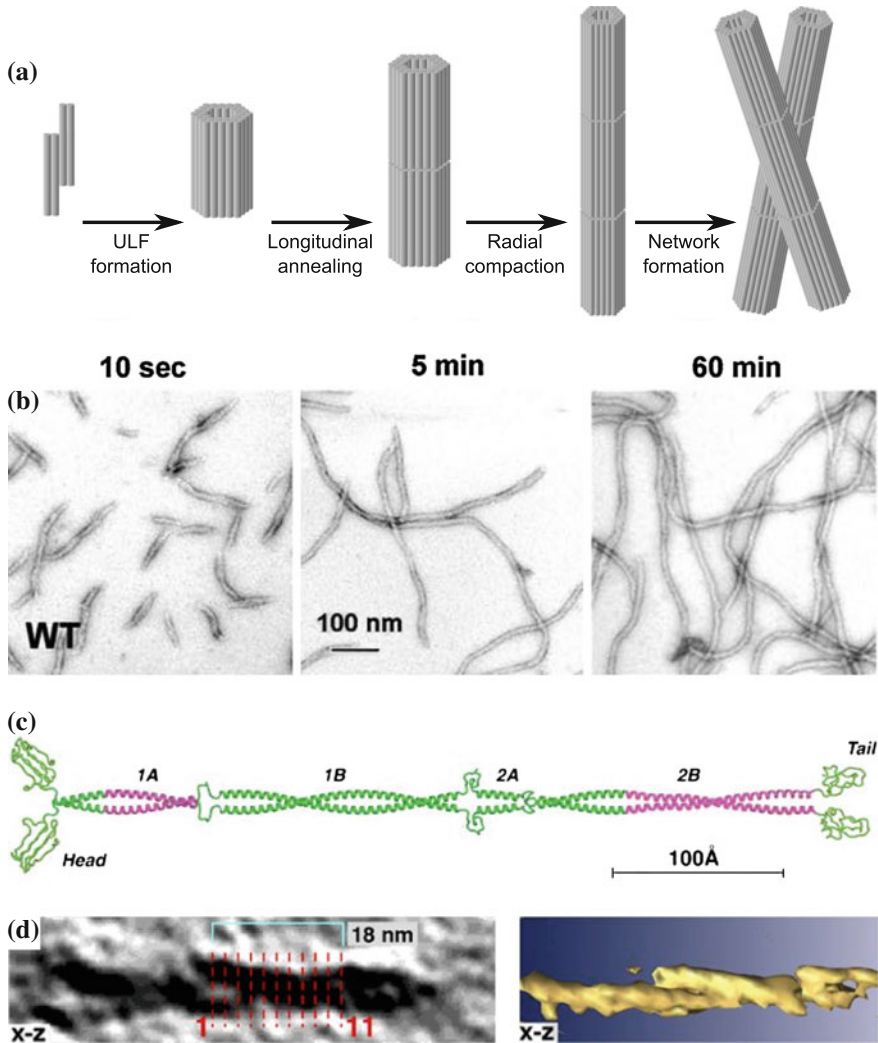 (a)
ULF
formation
Longitudinal
annealing
Radial
compaction
Network
formation
10 sec
5 min
60 min
(b)
WT
100 nm
(c)
1A
1B
2A
2B
Tail
Head
100Å
(d)
18 nm
1
11
x-z
x-z